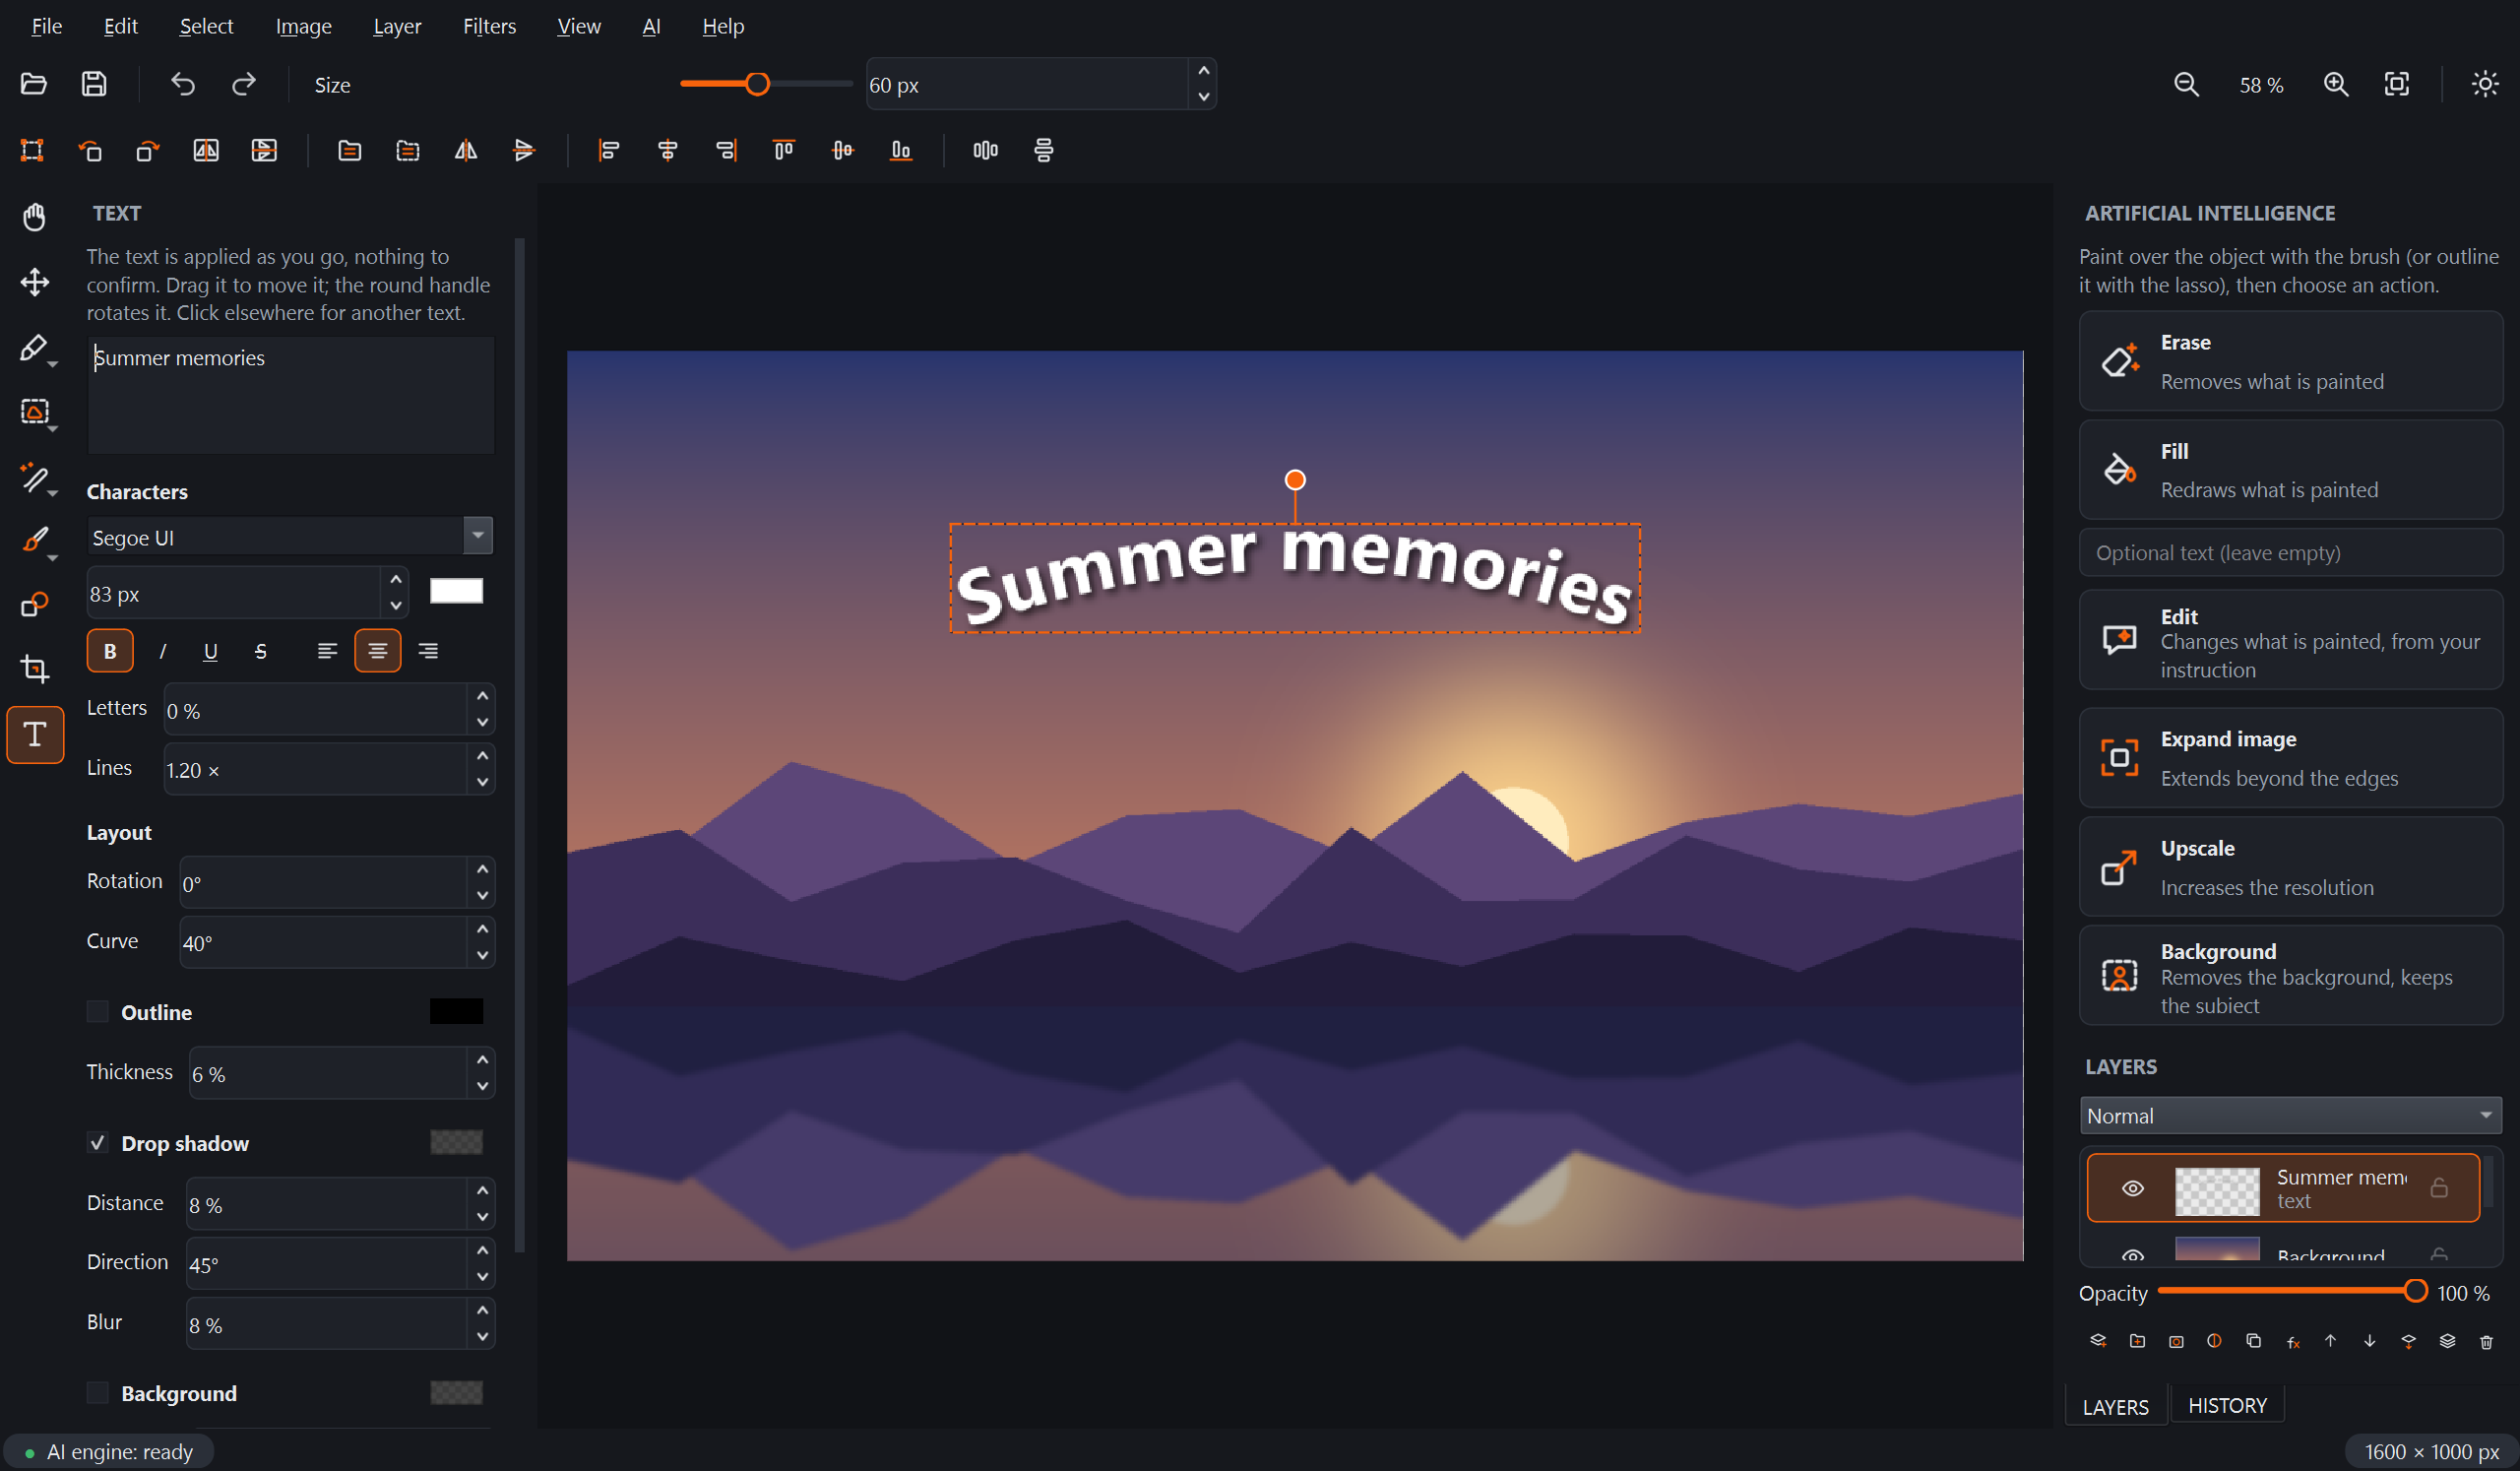 File Edit Select Image Layer Filters View AI Help
Size 60 px 58 %
TEXT
The text is applied as you go, nothing to
confirm. Drag it to move it; the round handle
rotates it. Click elsewhere for another text.
Summer memories
Characters
Segoe UI
83 px
B I U S
Letters 0 %
Lines 1.20 ×
Layout
Rotation 0°
Curve 40°
Outline
Thickness 6 %
Drop shadow
Distance 8 %
Direction 45°
Blur 8 %
Background
AI engine: ready
Summer memories
ARTIFICIAL INTELLIGENCE
Paint over the object with the brush (or outline
it with the lasso), then choose an action.
Erase
Removes what is painted
Fill
Redraws what is painted
Optional text (leave empty)
Edit
Changes what is painted, from your
instruction
Expand image
Extends beyond the edges
Upscale
Increases the resolution
Background
Removes the background, keeps
the subject
LAYERS
Normal
Summer mem
text
Background
Opacity 100 %
fx
LAYERS HISTORY
1600 × 1000 px